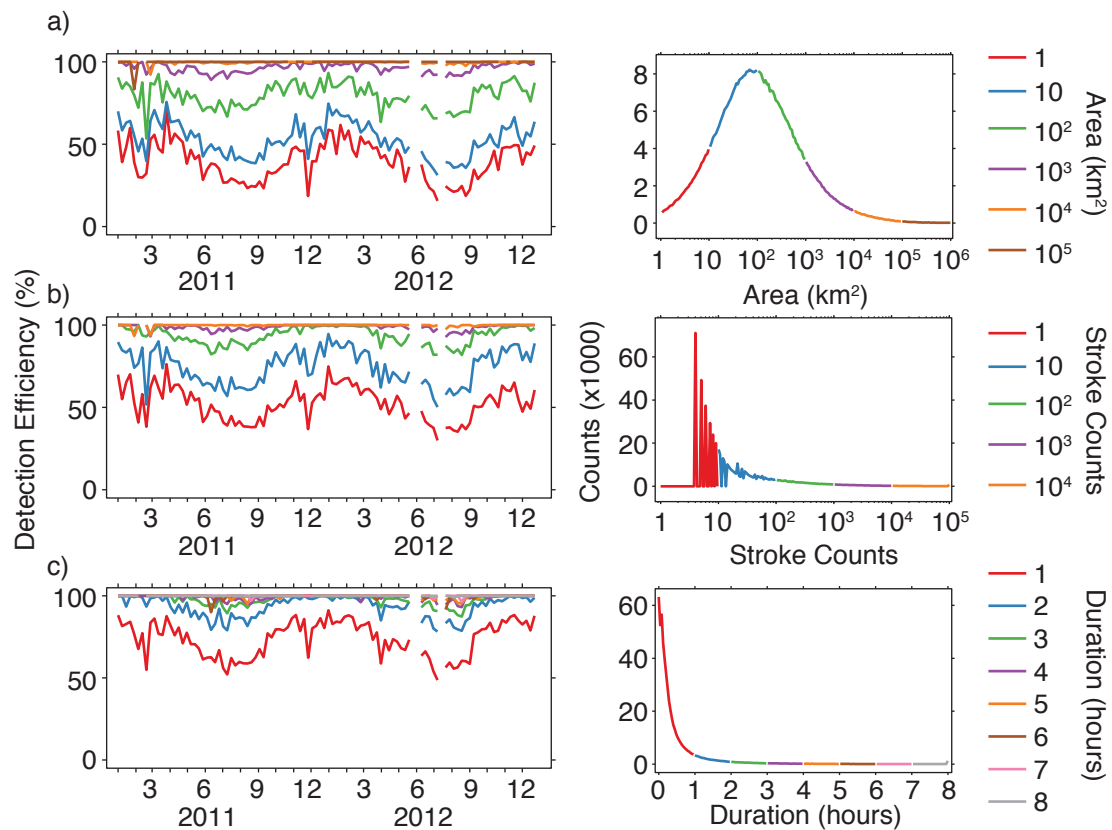 a)
100
50
0
3 6 9 12 3 6 9 12
2011 2012
8
6
4
2
0
1 10 10² 10³ 10⁴ 10⁵ 10⁶
Area (km²)
1
10
10²
10³
10⁴
10⁵
Area (km²)
Detection Efficiency (%)
b)
100
50
0
3 6 9 12 3 6 9 12
2011 2012
Counts (x1000)
60
40
20
0
1 10 10² 10³ 10⁴ 10⁵
Stroke Counts
1
10
10²
10³
10⁴
Stroke Counts
c)
100
50
0
3 6 9 12 3 6 9 12
2011 2012
60
40
20
0
0 1 2 3 4 5 6 7 8
Duration (hours)
1
2
3
4
5
6
7
8
Duration (hours)